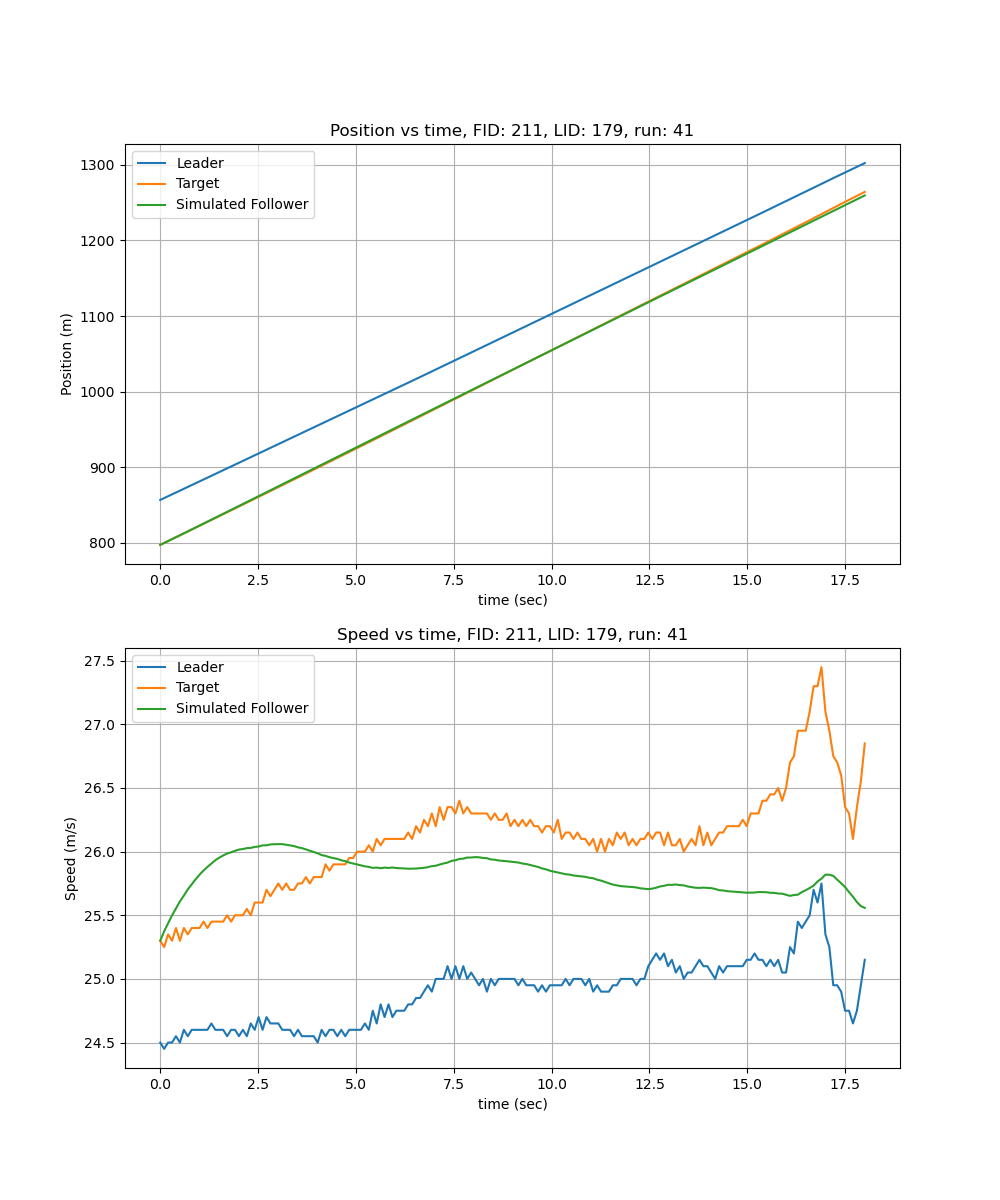 Position vs time, FID: 211, LID: 179, run: 41
Leader
Target
Simulated Follower
1300
1200
1100
1000
900
800
Position (m)
0.0 2.5 5.0 7.5 10.0 12.5 15.0 17.5
time (sec)
Speed vs time, FID: 211, LID: 179, run: 41
Leader
Target
Simulated Follower
27.5
27.0
26.5
26.0
25.5
25.0
24.5
Speed (m/s)
0.0 2.5 5.0 7.5 10.0 12.5 15.0 17.5
time (sec)